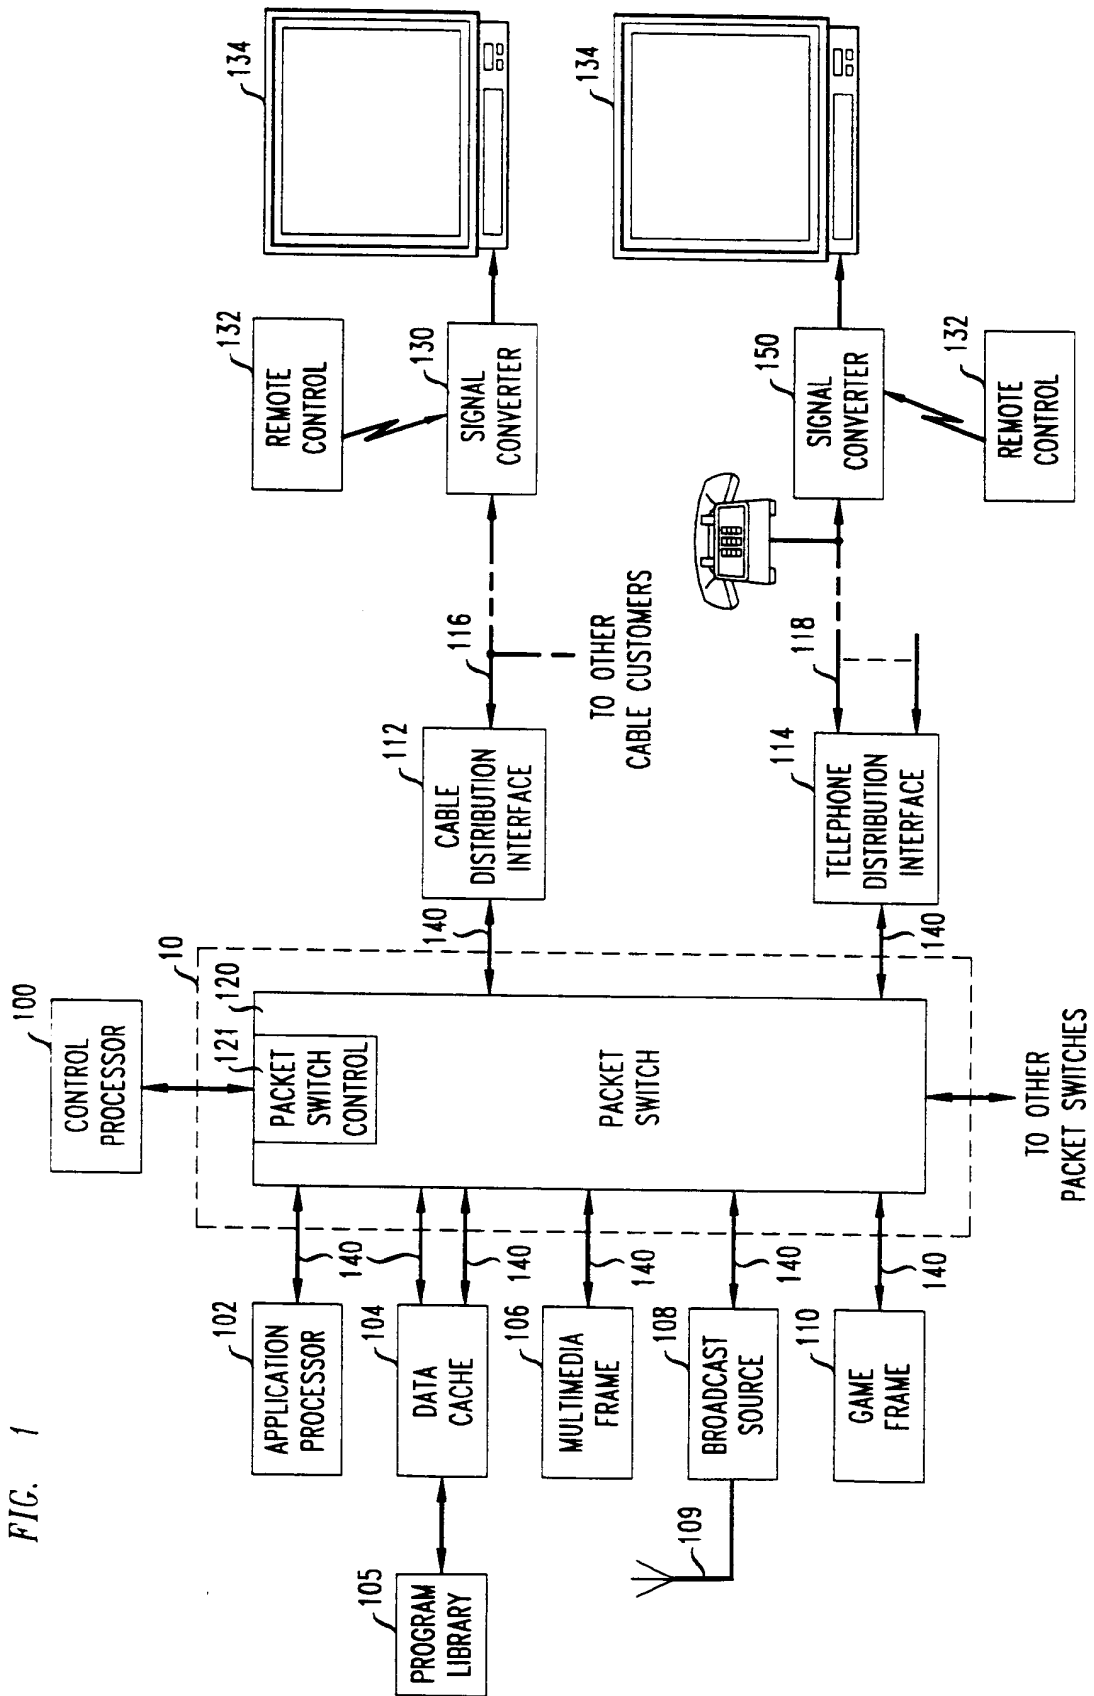 FIG. 1
100
CONTROL
PROCESSOR
10
120
121
PACKET
SWITCH
CONTROL
PACKET
SWITCH
102
APPLICATION
PROCESSOR
140
105
PROGRAM
LIBRARY
104
DATA
CACHE
140
140
106
MULTIMEDIA
FRAME
140
109
108
BROADCAST
SOURCE
140
110
GAME
FRAME
140
TO OTHER
PACKET SWITCHES
140
112
CABLE
DISTRIBUTION
INTERFACE
116
TO OTHER
CABLE CUSTOMERS
132
REMOTE
CONTROL
130
SIGNAL
CONVERTER
134
140
114
TELEPHONE
DISTRIBUTION
INTERFACE
118
150
SIGNAL
CONVERTER
132
REMOTE
CONTROL
134